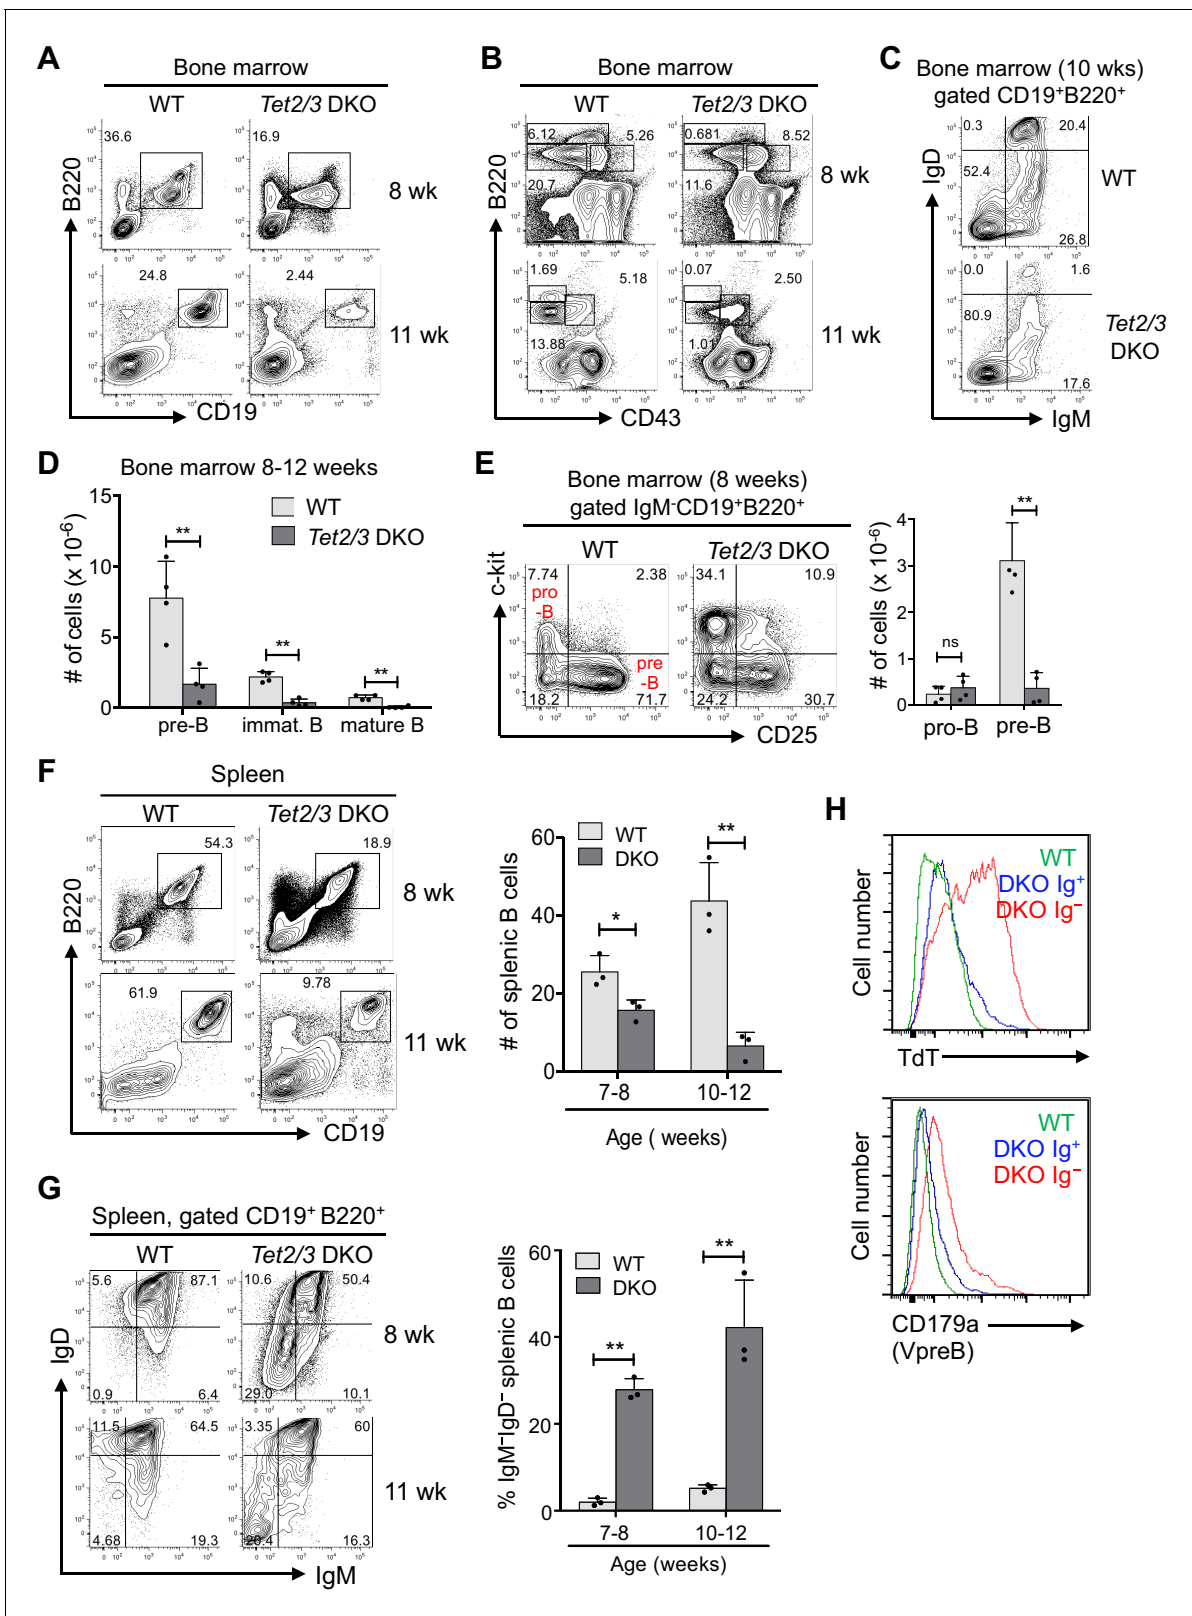 A
Bone marrow
WT
Tet2/3 DKO
36.6
16.9
8 wk
24.8
2.44
11 wk
B220
CD19
B
Bone marrow
WT
Tet2/3 DKO
6.12
5.26
20.7
0.681
8.52
11.6
8 wk
1.69
5.18
13.88
0.07
2.50
1.01
11 wk
B220
CD43
C
Bone marrow (10 wks)
gated CD19⁺B220⁺
0.3
20.4
52.4
26.8
WT
0.0
1.6
80.9
17.6
Tet2/3
DKO
IgD
IgM
D
Bone marrow 8-12 weeks
WT
Tet2/3 DKO
# of cells (x 10⁻⁶)
15
10
5
0
**
**
**
pre-B
immat. B
mature B
E
Bone marrow (8 weeks)
gated IgM⁻CD19⁺B220⁺
WT
Tet2/3 DKO
c-kit
7.74
2.38
pro
-B
pre
-B
18.2
71.7
34.1
10.9
24.2
30.7
CD25
# of cells (x 10⁻⁶)
4
3
2
1
0
ns
**
pro-B
pre-B
F
Spleen
WT
Tet2/3 DKO
54.3
18.9
8 wk
61.9
9.78
11 wk
B220
CD19
# of splenic B cells
60
40
20
0
WT
DKO
*
**
7-8
10-12
Age ( weeks)
G
Spleen, gated CD19⁺ B220⁺
WT
Tet2/3 DKO
5.6
87.1
0.9
6.4
10.6
50.4
29.0
10.1
8 wk
11.5
64.5
4.68
19.3
3.35
60
20.4
16.3
11 wk
IgD
IgM
% IgM⁻IgD⁻ splenic B cells
60
40
20
0
WT
DKO
**
**
7-8
10-12
Age (weeks)
H
WT
DKO Ig⁺
DKO Ig⁻
Cell number
TdT
WT
DKO Ig⁺
DKO Ig⁻
Cell number
CD179a
(VpreB)